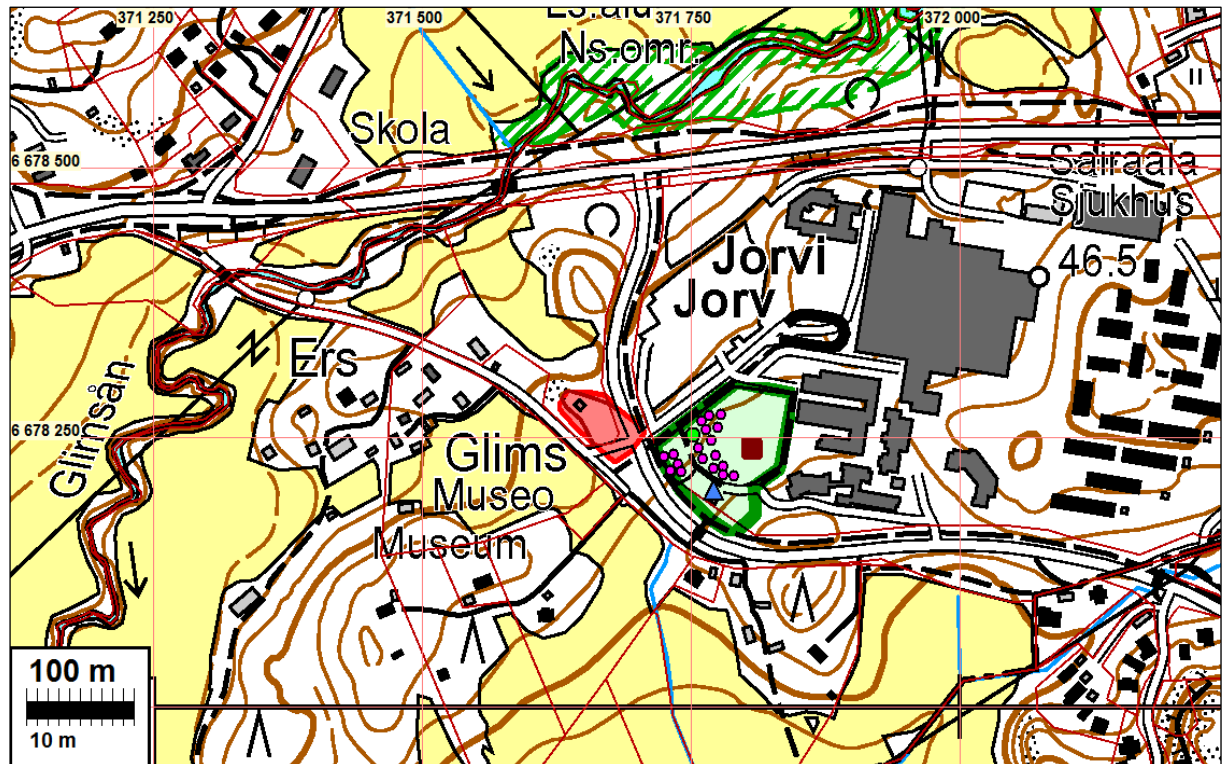 371 250
371 500
371 750
372 000
Ns.omr.
Skola
6 678 500
Sairaala
Sjukhus
Jorvi
46.5
Jorv
Ers
Glimsån
6 678 250
Glims
Museo
Museum
100 m
10 m